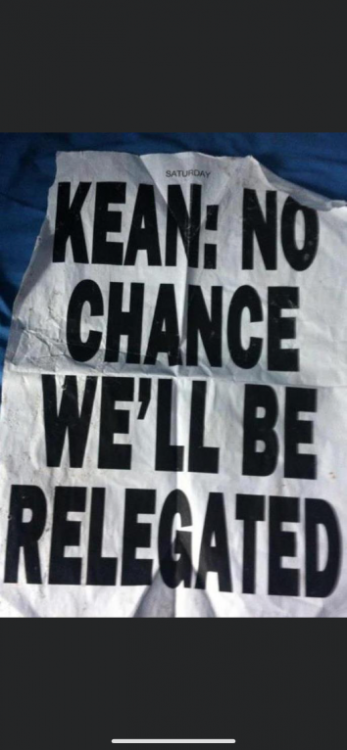 SATURDAY
KEAN: NO
CHANCE
WE'LL BE
RELEGATED